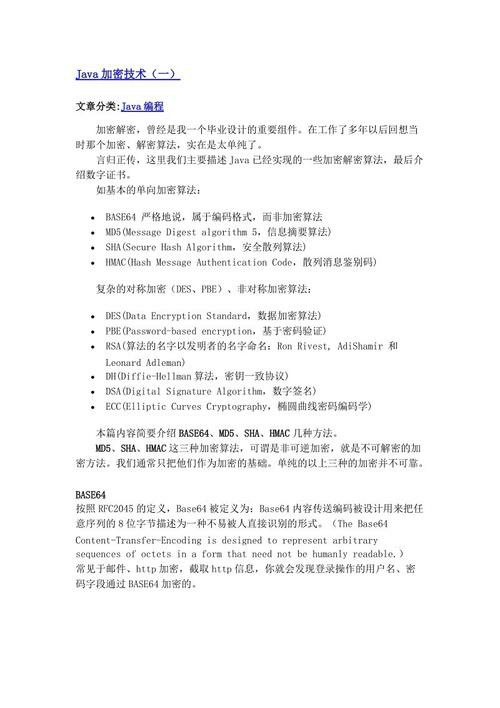 Java 加密技术（一）
文章分类:Java 编程
加密解密，曾经是我一个毕业设计的重要组件。在工作了多年以后回想当
时那个加密、解密算法，实在是太单纯了。
言归正传，这里我们主要描述 Java 已经实现的一些加密解密算法，最后介
绍数字证书。
如基本的单向加密算法：
● BASE64 严格地说，属于编码格式，而非加密算法
● MD5(Message Digest algorithm 5，信息摘要算法)
● SHA(Secure Hash Algorithm，安全散列算法)
● HMAC(Hash Message Authentication Code，散列消息鉴别码)
复杂的对称加密（DES、PBE）、非对称加密算法：
● DES(Data Encryption Standard，数据加密算法)
● PBE(Password-based encryption，基于密码验证)
● RSA(算法的名字以发明者的名字命名：Ron Rivest, AdiShamir 和
Leonard Adleman)
● DH(Diffie-Hellman 算法，密钥一致协议)
● DSA(Digital Signature Algorithm，数字签名)
● ECC(Elliptic Curves Cryptography，椭圆曲线密码编码学)
本篇内容简要介绍 BASE64、MD5、SHA、HMAC 几种方法。
MD5、SHA、HMAC 这三种加密算法，可谓是非可逆加密，就是不可解密的加
密方法。我们通常只把他们作为加密的基础。单纯的以上三种的加密并不可靠。
BASE64
按照 RFC2045 的定义，Base64 被定义为：Base64 内容传送编码被设计用来把任
意序列的 8 位字节描述为一种不易被人直接识别的形式。（The Base64
Content-Transfer-Encoding is designed to represent arbitrary
sequences of octets in a form that need not be humanly readable.）
常见于邮件、http 加密，截取 http 信息，你就会发现登录操作的用户名、密
码字段通过 BASE64 加密的。